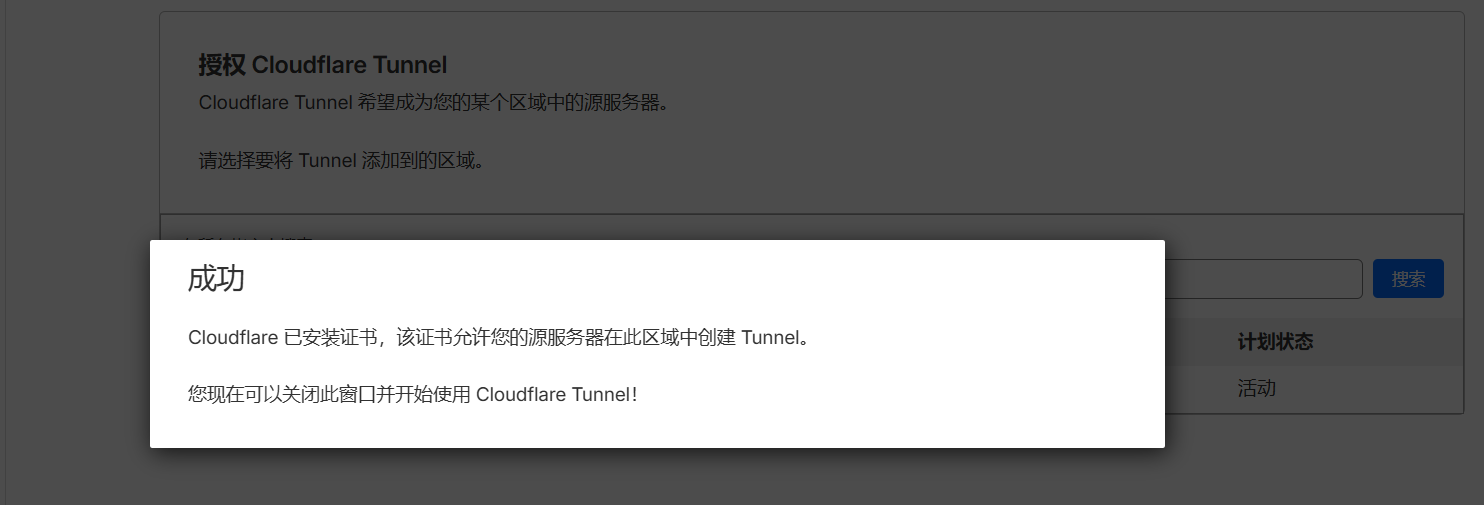 授权 Cloudflare Tunnel
Cloudflare Tunnel 希望成为您的某个区域中的源服务器。
请选择要将 Tunnel 添加到的区域。
成功
搜索
Cloudflare 已安装证书，该证书允许您的源服务器在此区域中创建 Tunnel。
计划状态
您现在可以关闭此窗口并开始使用 Cloudflare Tunnel！
活动